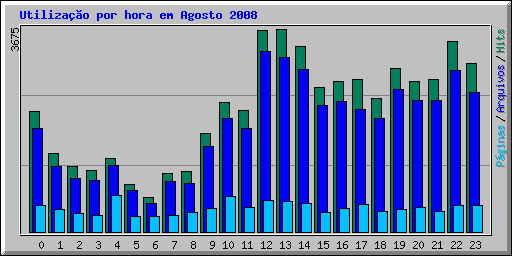 Utilização por hora em Agosto 2008
3675
0 1 2 3 4 5 6 7 8 9 10 11 12 13 14 15 16 17 18 19 20 21 22 23
Páginas / Arquivos / Hits